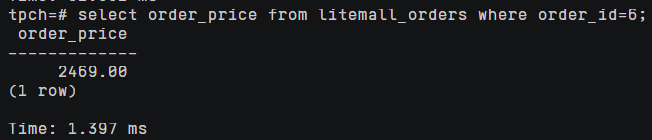 tpch=# select order_price from litemall_orders where order_id=6;
order_price
-------------
2469.00
(1 row)
Time: 1.397 ms